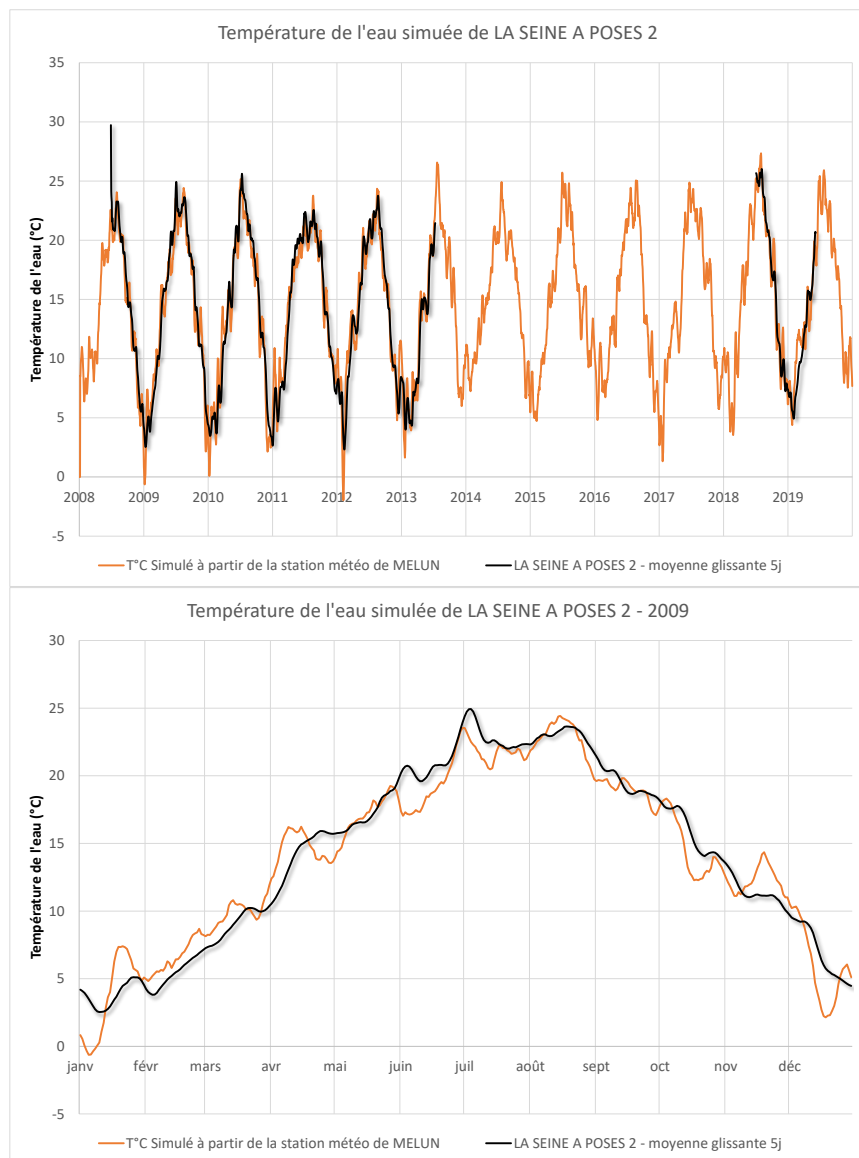 Température de l'eau simuée de LA SEINE A POSES 2
Température de l'eau (°C)
35
30
25
20
15
10
5
0
-5
2008 2009 2010 2011 2012 2013 2014 2015 2016 2017 2018 2019
T°C Simulé à partir de la station météo de MELUN LA SEINE A POSES 2 - moyenne glissante 5j
Température de l'eau simulée de LA SEINE A POSES 2 - 2009
Température de l'eau (°C)
30
25
20
15
10
5
0
-5
janv févr mars avr mai juin juil août sept oct nov déc
T°C Simulé à partir de la station météo de MELUN LA SEINE A POSES 2 - moyenne glissante 5j